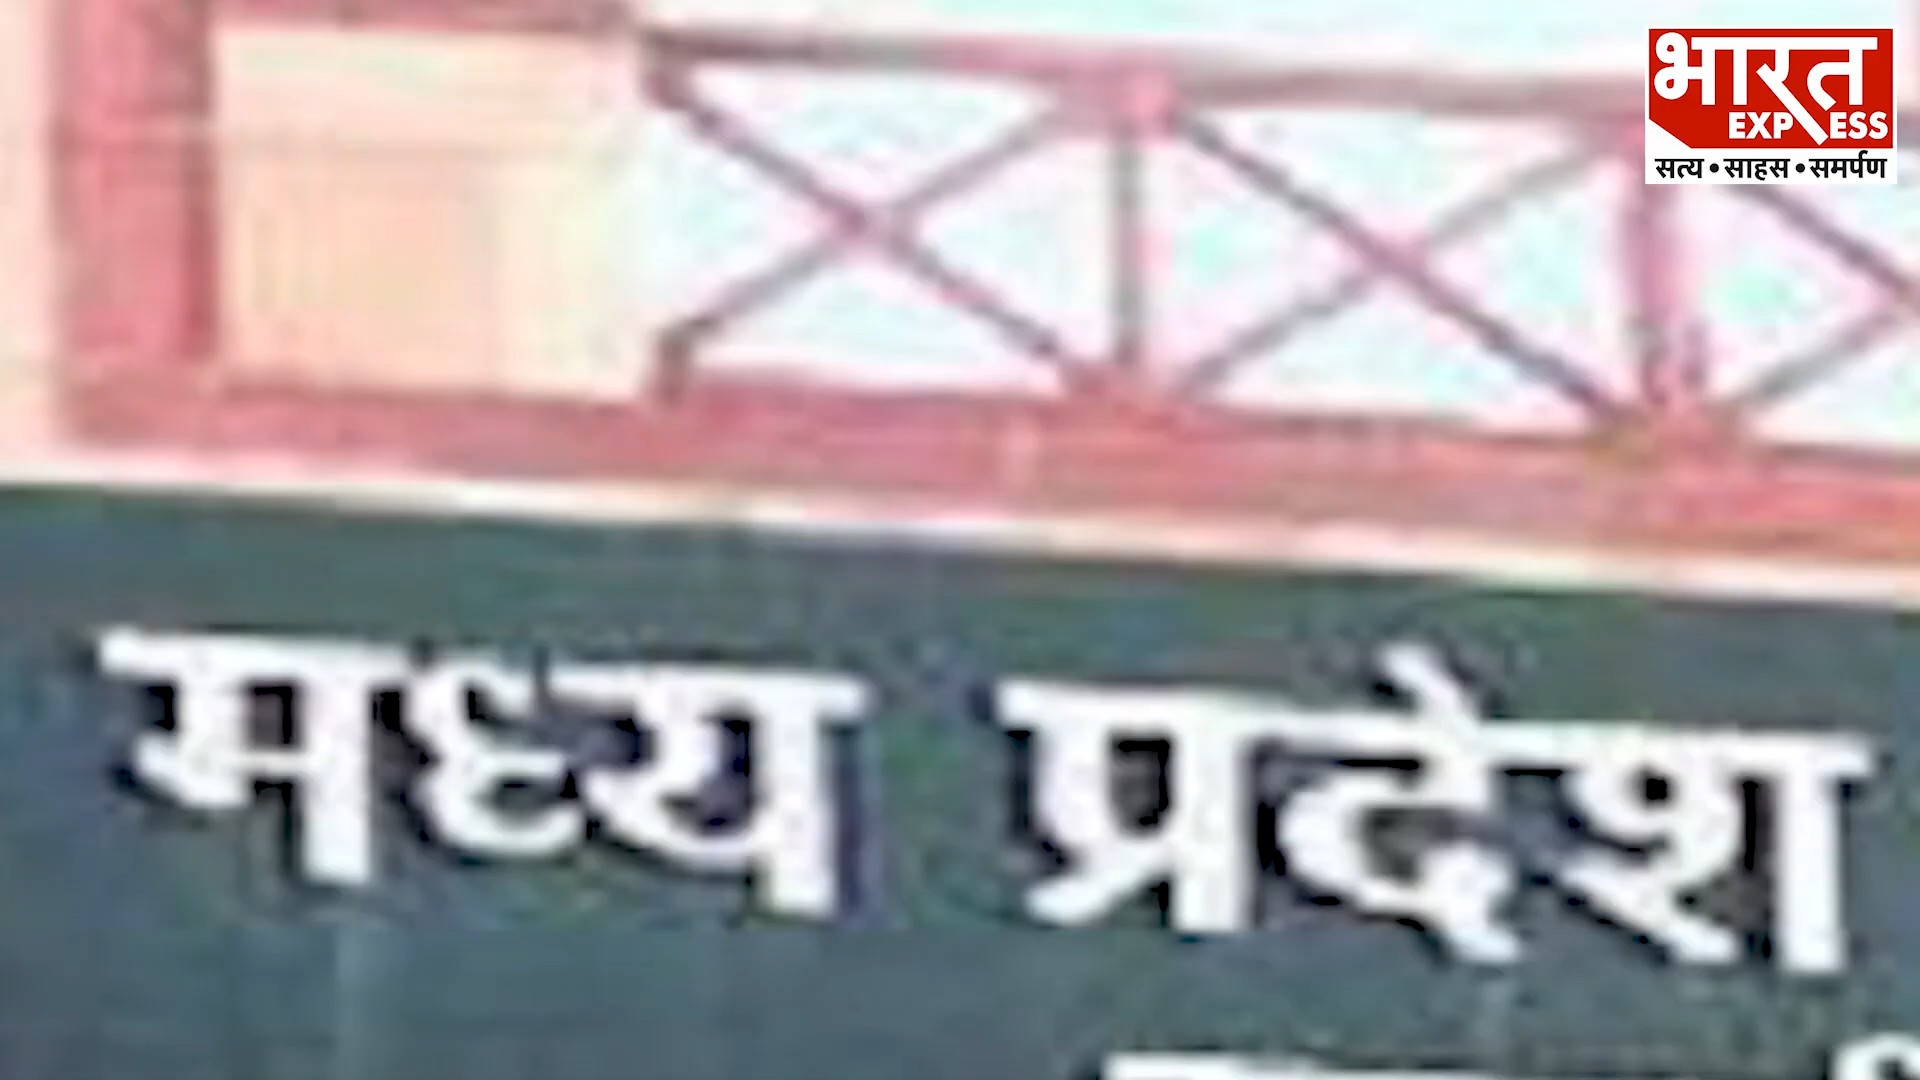 भारत
EXPRESS
सत्य • साहस • समर्पण
मध्य प्रदेश